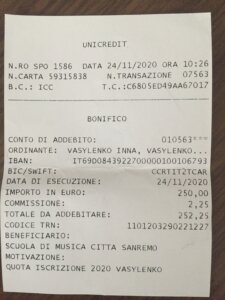 UNICREDIT
N.RO SPO 1586 DATA 24/11/2020 ORA 10:26
N.CARTA 59315838 N.TRANSAZIONE 07563
B.C.: ICC T.C.:C6805ED49AA67017
BONIFICO
CONTO DI ADDEBITO: 010563***
ORDINANTE: VASYLENKO INNA, VASYLENKO...
IBAN: IT69D0843922700000100106793
BIC/SWIFT: CCRTIT2TCAR
DATA DI ESECUZIONE: 24/11/2020
IMPORTO IN EURO: 250,00
COMMISSIONE: 2,25
TOTALE DA ADDEBITARE: 252,25
CODICE TRN: 1101203290221227
BENEFICIARIO:
SCUOLA DI MUSICA CITTA SANREMO
MOTIVAZIONE:
QUOTA ISCRIZIONE 2020 VASYLENKO